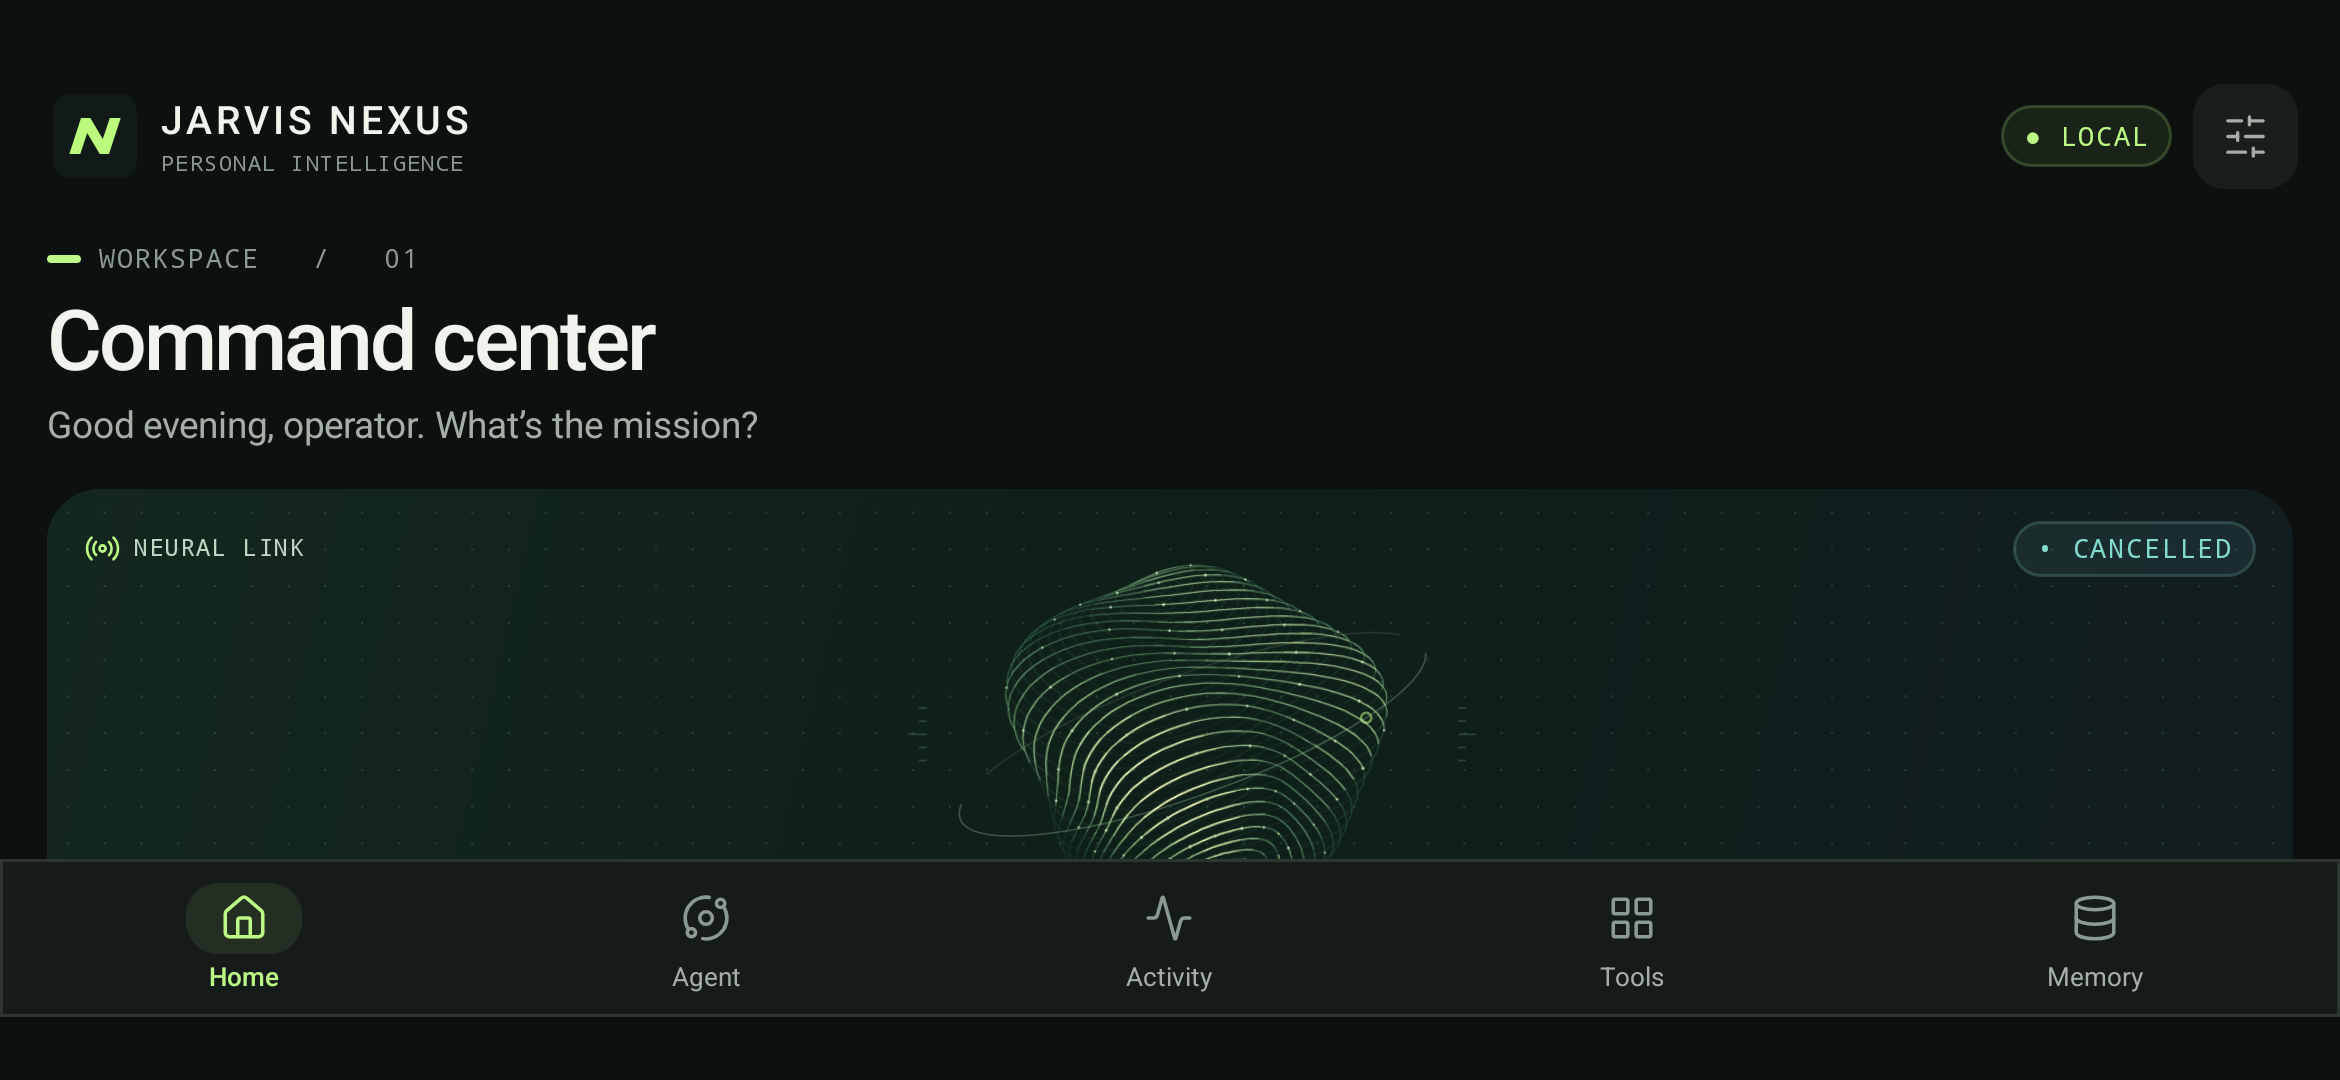 JARVIS NEXUS
PERSONAL INTELLIGENCE
• LOCAL
WORKSPACE / 01
Command center
Good evening, operator. What’s the mission?
NEURAL LINK
• CANCELLED
Home
Agent
Activity
Tools
Memory